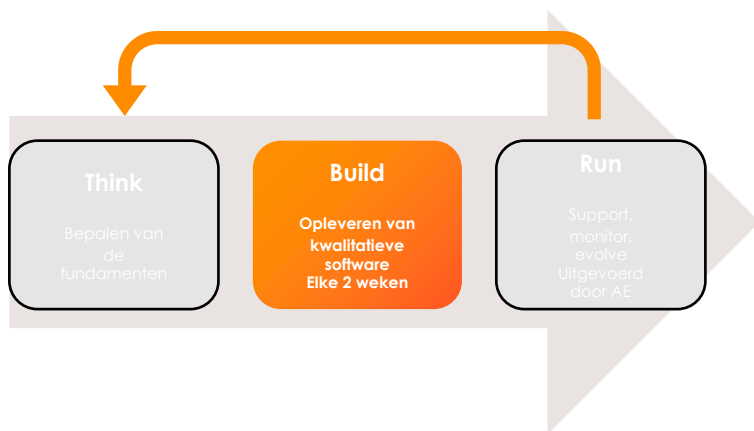 Think
Bepalen van
de
fundamenten
Build
Opleveren van
kwalitatieve
software
Elke 2 weken
Run
Support,
monitor,
evolve
Uitgevoerd
door AE